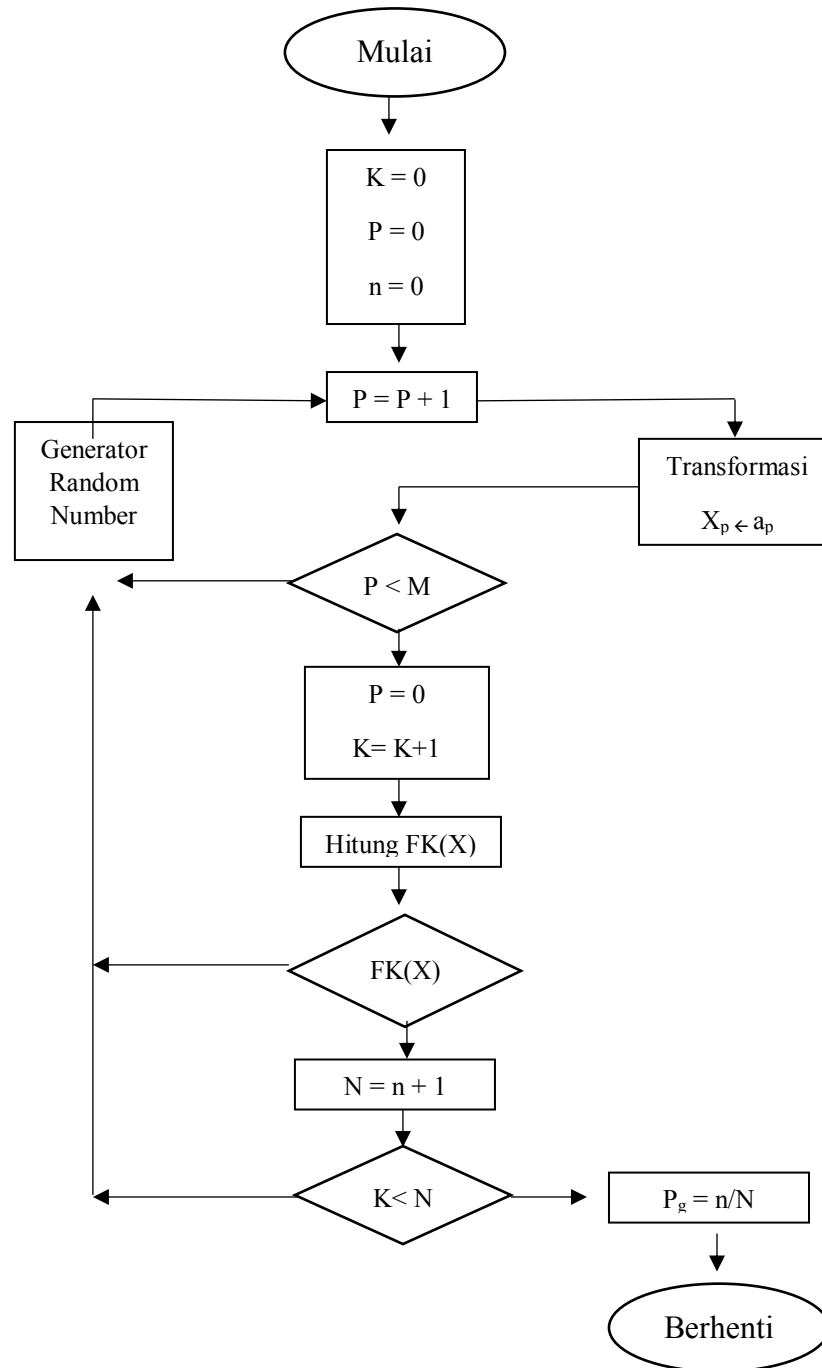 Mulai
K = 0
P = 0
n = 0
P = P + 1
Generator
Random
Number
Transformasi
Xp ← ap
P < M
P = 0
K= K+1
Hitung FK(X)
FK(X)
N = n + 1
K< N
Pg = n/N
Berhenti